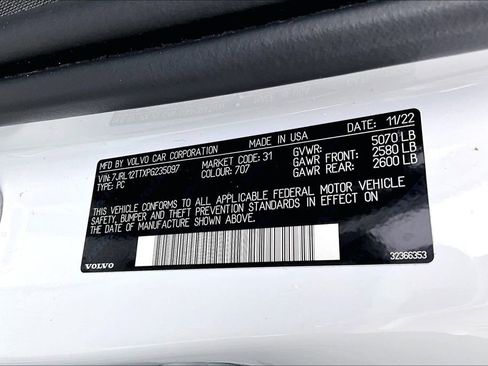 MFD BY VOLVO CAR CORPORATION MADE IN USA DATE: 11/22
VIN: 7JRL12TTXPG235097 MARKET CODE: 31 GVWR: 5070 LB
TYPE: PC COLOUR: 707 GAWR FRONT: 2580 LB
GAWR REAR: 2600 LB
THIS VEHICLE CONFORMS TO ALL APPLICABLE FEDERAL MOTOR VEHICLE
SAFETY, BUMPER AND THEFT PREVENTION STANDARDS IN EFFECT ON
THE DATE OF MANUFACTURE SHOWN ABOVE.
VOLVO 32366353